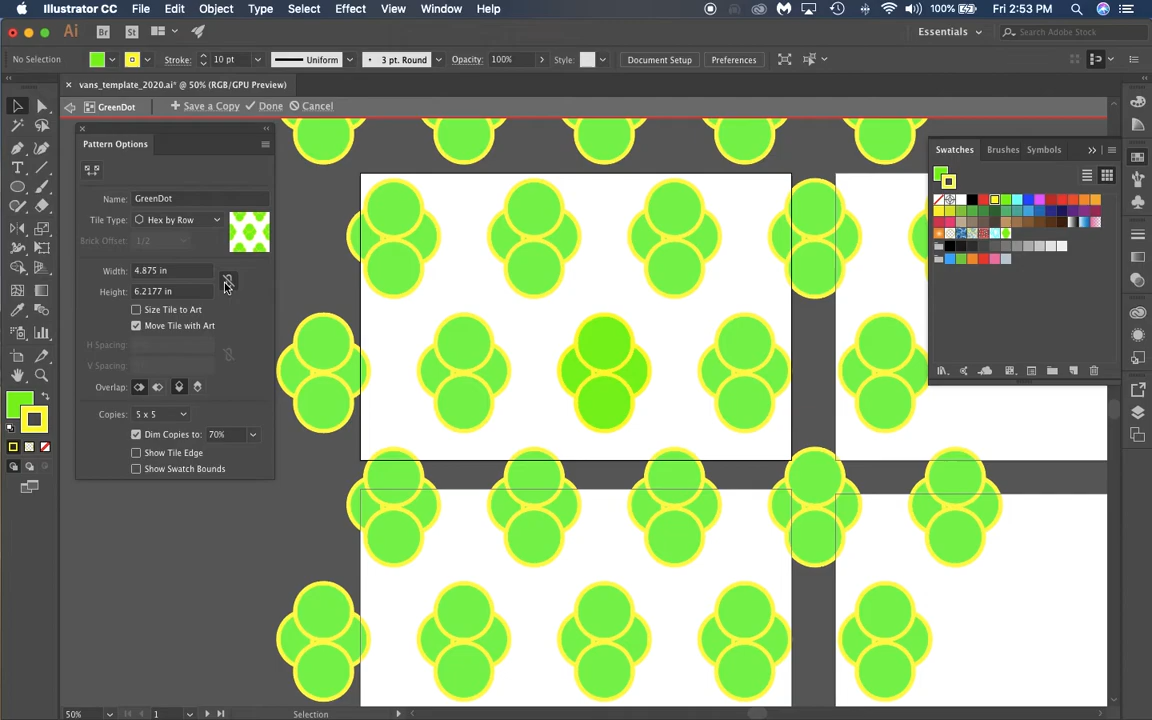 Illustrator CC File Edit Object Type Select Effect View Window Help 100% Fri 2:53 PM
Ai Br St Essentials Search Adobe Stock
No Selection Stroke: 10 pt Uniform 3 pt. Round Opacity: 100% Style: Document Setup Preferences
vans_template_2020.ai* @ 50% (RGB/GPU Preview)
GreenDot + Save a Copy Done Cancel
Pattern Options
Swatches Brushes Symbols
Name: GreenDot
Tile Type: Hex by Row
Brick Offset: 1/2
Width: 4.875 in
Height: 6.2177 in
Size Tile to Art
Move Tile with Art
H Spacing:
V Spacing:
Overlap:
Copies: 5 x 5
Dim Copies to: 70%
Show Tile Edge
Show Swatch Bounds
50% 1 Selection